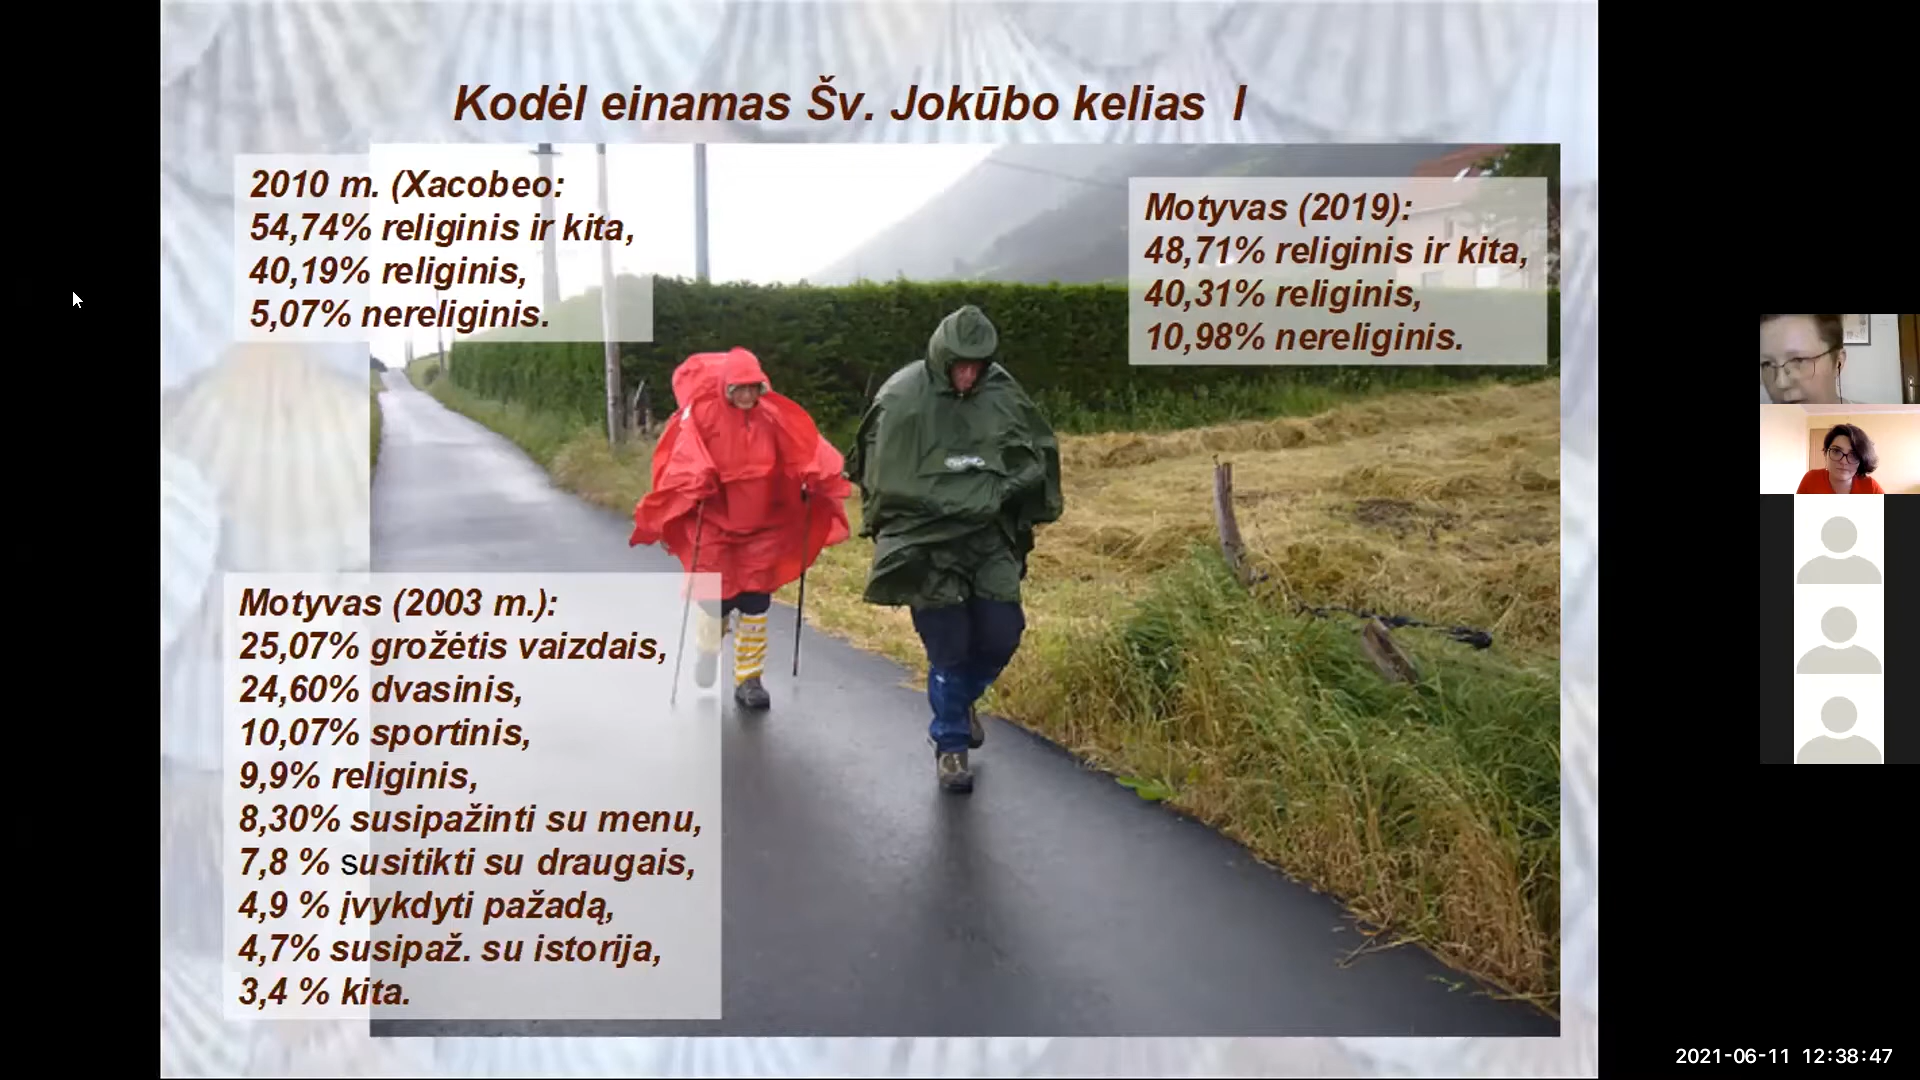 Kodėl einamas Šv. Jokūbo kelias I
2010 m. (Xacobeo:
54,74% religinis ir kita,
40,19% religinis,
5,07% nereliginis.
Motyvas (2019):
48,71% religinis ir kita,
40,31% religinis,
10,98% nereliginis.
Motyvas (2003 m.):
25,07% grožėtis vaizdais,
24,60% dvasinis,
10,07% sportinis,
9,9% religinis,
8,30% susipažinti su menu,
7,8 % susitikti su draugais,
4,9 % įvykdyti pažadą,
4,7% susipaž. su istorija,
3,4 % kita.
2021-06-11 12:38:47